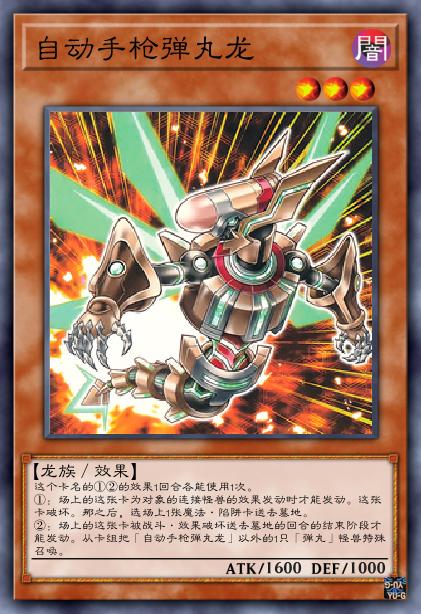 自动手枪弹丸龙
闇
【龙族／效果】
这个卡名的①②的效果1回合各能使用1次。
①：场上的这张卡为对象的连接怪兽的效果发动时才能发动。这张
卡破坏。那之后，选场上1张魔法·陷阱卡送去墓地。
②：场上的这张卡被战斗·效果破坏送去墓地的回合的结束阶段才
能发动。从卡组把「自动手枪弹丸龙」以外的1只「弹丸」怪兽特殊
召唤。
ATK/1600 DEF/1000